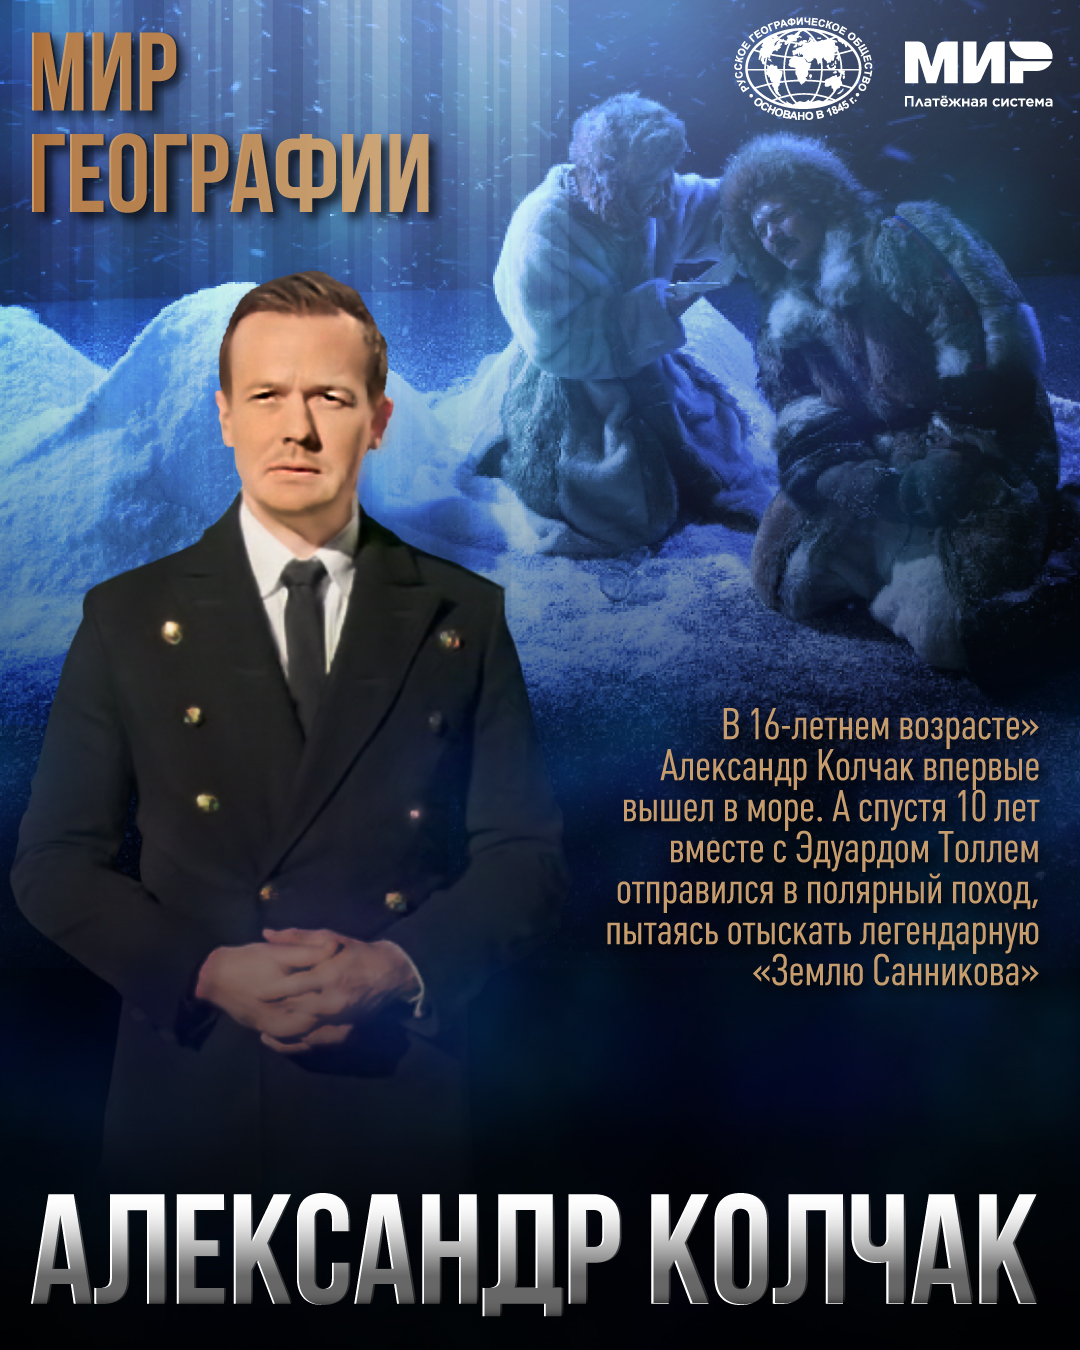 МИР
ГЕОГРАФИИ
РУССКОЕ ГЕОГРАФИЧЕСКОЕ ОБЩЕСТВО • ОСНОВАНО В 1845 г. •
МИР
Платёжная система
В 16-летнем возрасте»
Александр Колчак впервые
вышел в море. А спустя 10 лет
вместе с Эдуардом Толлем
отправился в полярный поход,
пытаясь отыскать легендарную
«Землю Санникова»
АЛЕКСАНДР КОЛЧАК